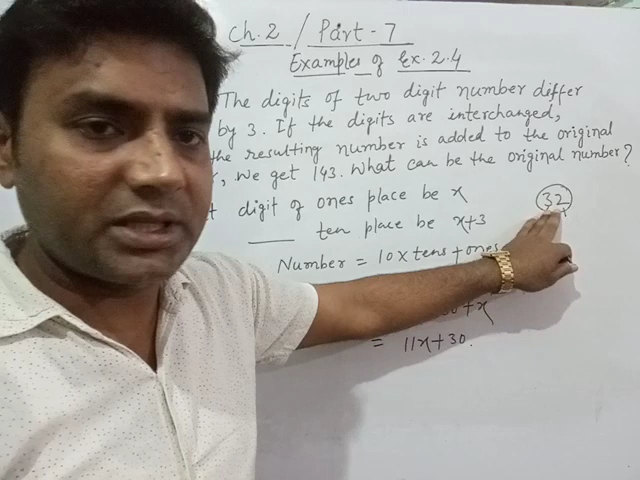 Ch.2 / Part-7
Examples of Ex.2.4
The digits of two digit number differ
by 3. If the digits are interchanged,
the resulting number is added to the original
, we get 143. What can be the original number?
digit of ones place be x
ten place be x+3
32
Number = 10 x tens + ones
+x
= 11x+30.